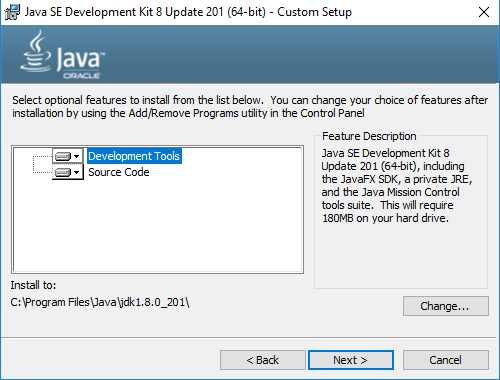 Java SE Development Kit 8 Update 201 (64-bit) - Custom Setup
Java
ORACLE
Select optional features to install from the list below.  You can change your choice of features after
installation by using the Add/Remove Programs utility in the Control Panel
Development Tools
Source Code
Feature Description
Java SE Development Kit 8
Update 201 (64-bit), including
the JavaFX SDK, a private JRE,
and the Java Mission Control
tools suite.  This will require
180MB on your hard drive.
Install to:
C:\Program Files\Java\jdk1.8.0_201\
Change...
< Back
Next >
Cancel